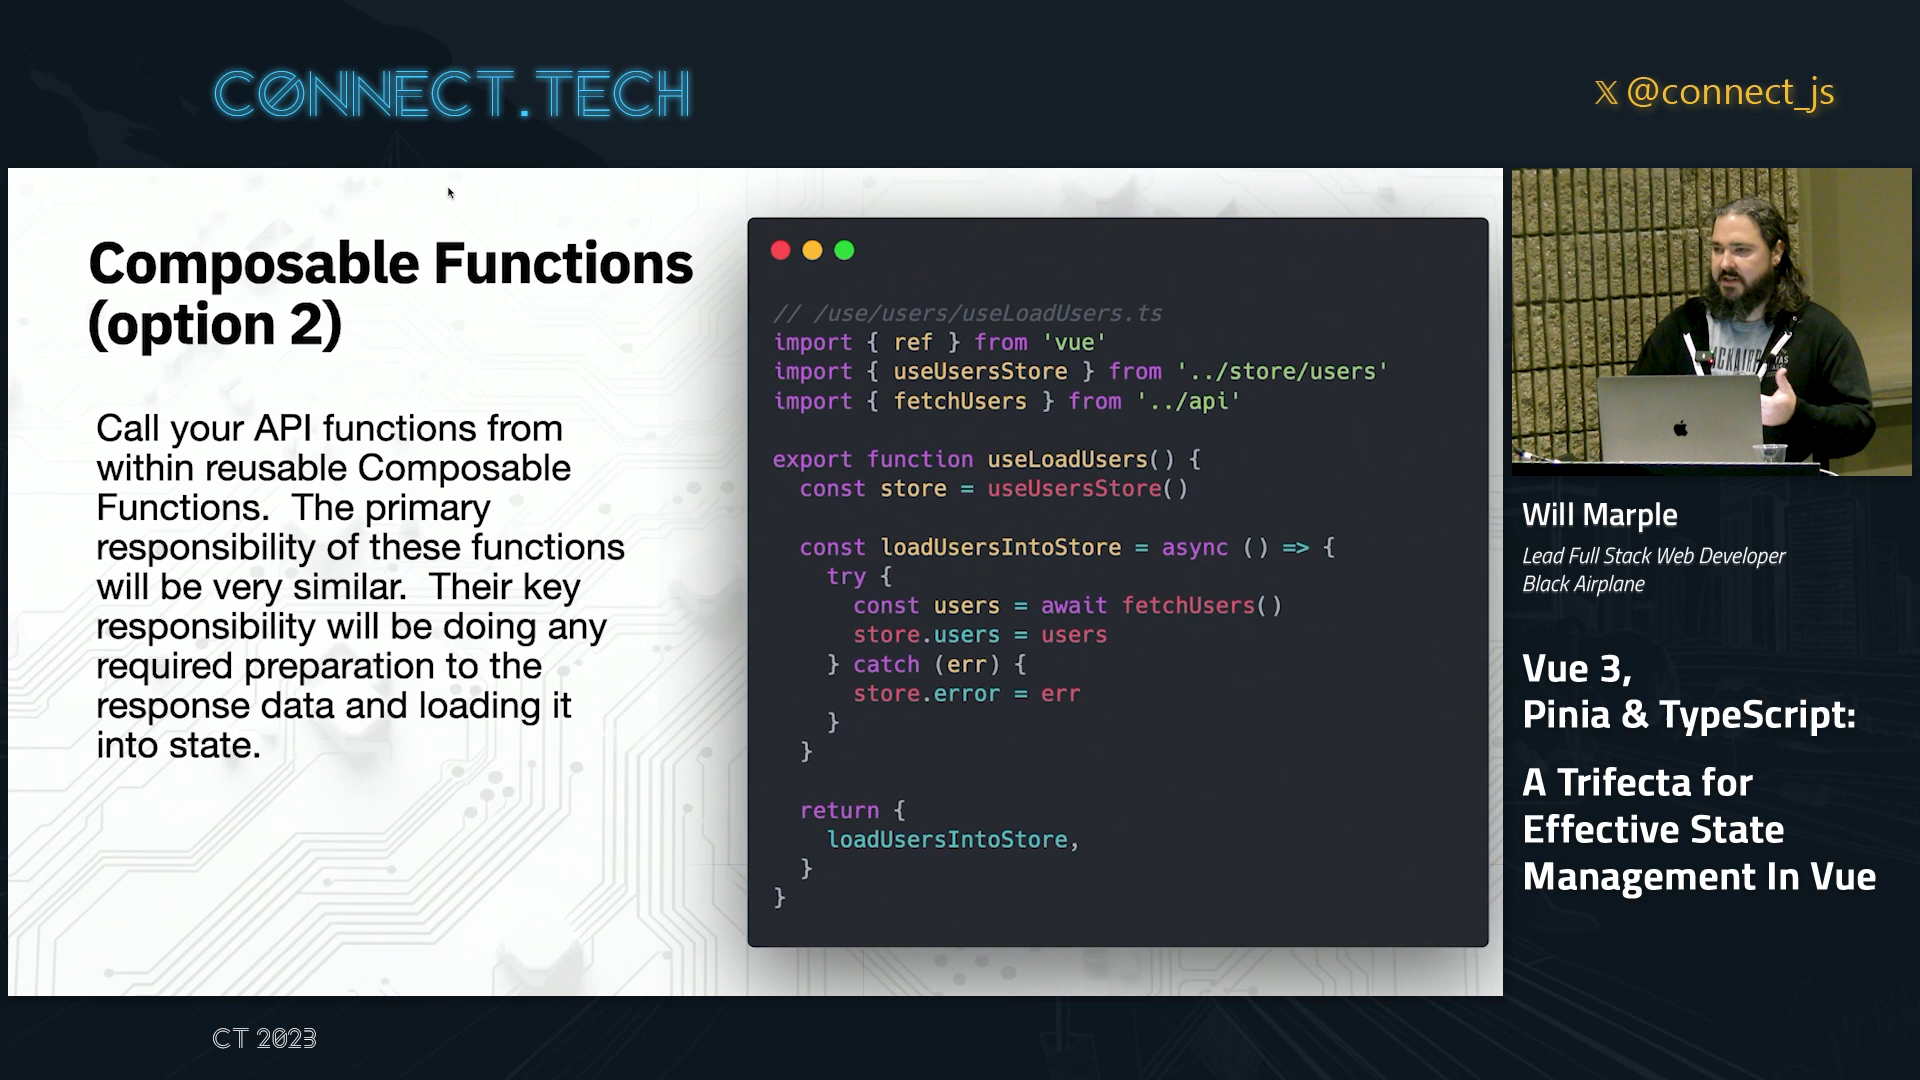 CONNECT.TECH
𝕏 @connect_js
Composable Functions
(option 2)
Call your API functions from
within reusable Composable
Functions.  The primary
responsibility of these functions
will be very similar.  Their key
responsibility will be doing any
required preparation to the
response data and loading it
into state.
// /use/users/useLoadUsers.ts
import { ref } from 'vue'
import { useUsersStore } from '../store/users'
import { fetchUsers } from '../api'
export function useLoadUsers() {
  const store = useUsersStore()
  const loadUsersIntoStore = async () => {
    try {
      const users = await fetchUsers()
      store.users = users
    } catch (err) {
      store.error = err
    }
  }
  return {
    loadUsersIntoStore,
  }
}
Will Marple
Lead Full Stack Web Developer
Black Airplane
Vue 3,
Pinia & TypeScript:
A Trifecta for
Effective State
Management In Vue
CT 2023